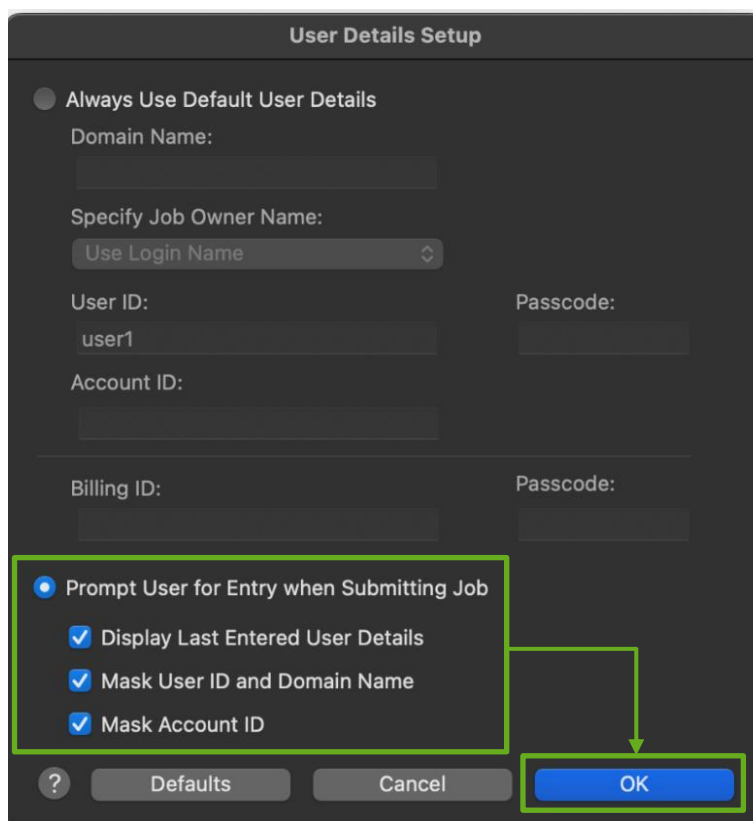 User Details Setup
Always Use Default User Details
Domain Name:
Specify Job Owner Name:
Use Login Name
User ID:
Passcode:
user1
Account ID:
Billing ID:
Passcode:
Prompt User for Entry when Submitting Job
Display Last Entered User Details
Mask User ID and Domain Name
Mask Account ID
?
Defaults
Cancel
OK